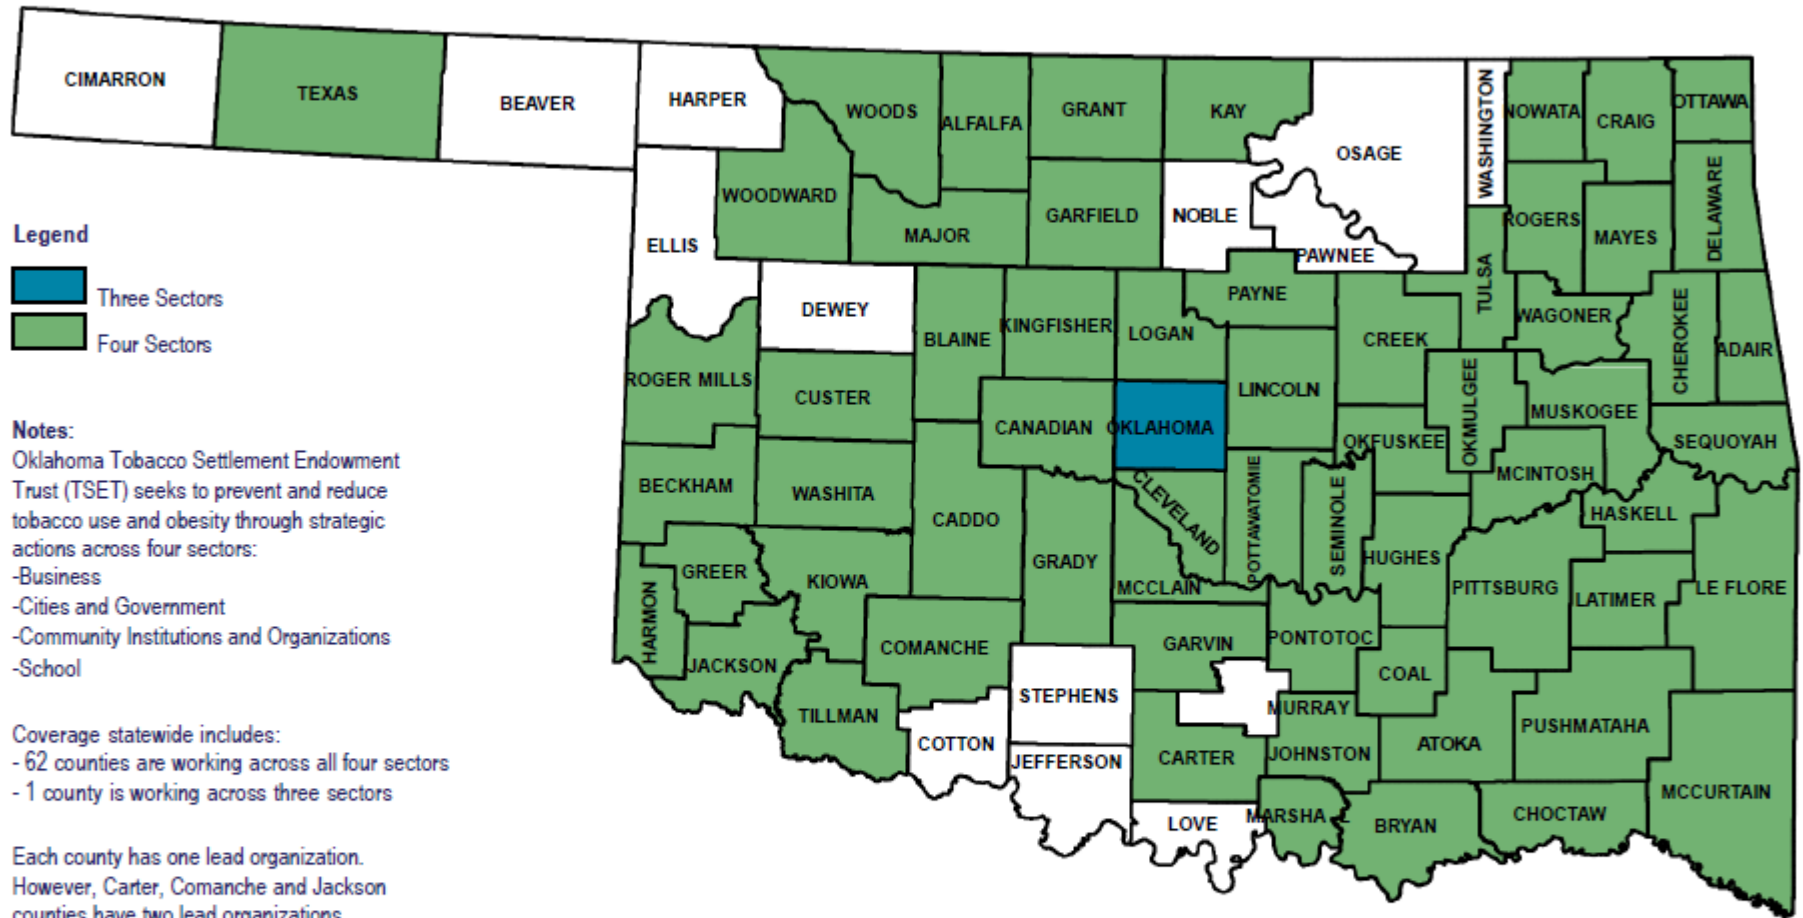 CIMARRON
TEXAS
BEAVER
HARPER
WOODS
ALFALFA
GRANT
KAY
OSAGE
WASHINGTON
NOWATA
CRAIG
OTTAWA
WOODWARD
MAJOR
GARFIELD
NOBLE
PAWNEE
ROGERS
MAYES
DELAWARE
ELLIS
DEWEY
BLAINE
KINGFISHER
LOGAN
PAYNE
CREEK
TULSA
WAGONER
CHEROKEE
ADAIR
ROGER MILLS
CUSTER
CANADIAN
OKLAHOMA
LINCOLN
OKFUSKEE
OKMULGEE
MUSKOGEE
SEQUOYAH
MCINTOSH
BECKHAM
WASHITA
CADDO
GRADY
CLEVELAND
POTTAWATOMIE
SEMINOLE
HUGHES
HASKELL
PITTSBURG
LATIMER
LE FLORE
GREER
KIOWA
HARMON
JACKSON
COMANCHE
MCCLAIN
GARVIN
PONTOTOC
COAL
TILLMAN
COTTON
STEPHENS
JEFFERSON
MURRAY
CARTER
JOHNSTON
ATOKA
PUSHMATAHA
MCCURTAIN
LOVE
MARSHA L
BRYAN
CHOCTAW
Legend
Three Sectors
Four Sectors
Notes:
Oklahoma Tobacco Settlement Endowment
Trust (TSET) seeks to prevent and reduce
tobacco use and obesity through strategic
actions across four sectors:
-Business
-Cities and Government
-Community Institutions and Organizations
-School
Coverage statewide includes:
- 62 counties are working across all four sectors
- 1 county is working across three sectors
Each county has one lead organization.
However, Carter, Comanche and Jackson
counties have two lead organizations